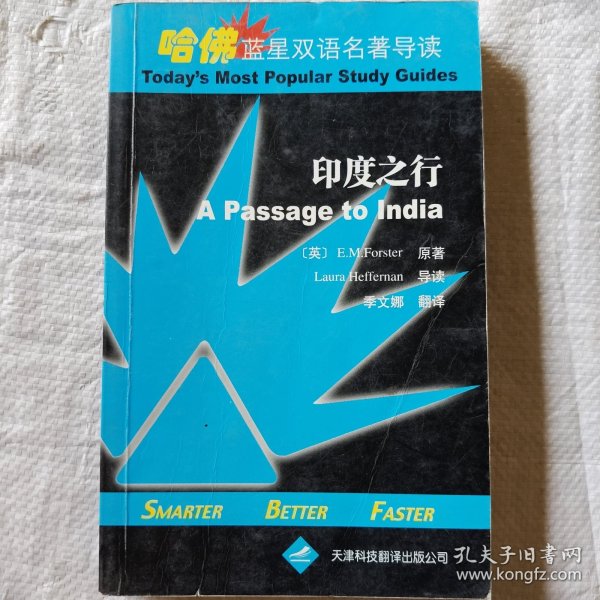 哈佛蓝星双语名著导读
Today's Most Popular Study Guides
印度之行
A Passage to India
〔英〕 E.M.Forster 原著
Laura Heffernan 导读
季文娜 翻译
SMARTER BETTER FASTER
天津科技翻译出版公司
孔夫子旧书网
www.kongfz.com